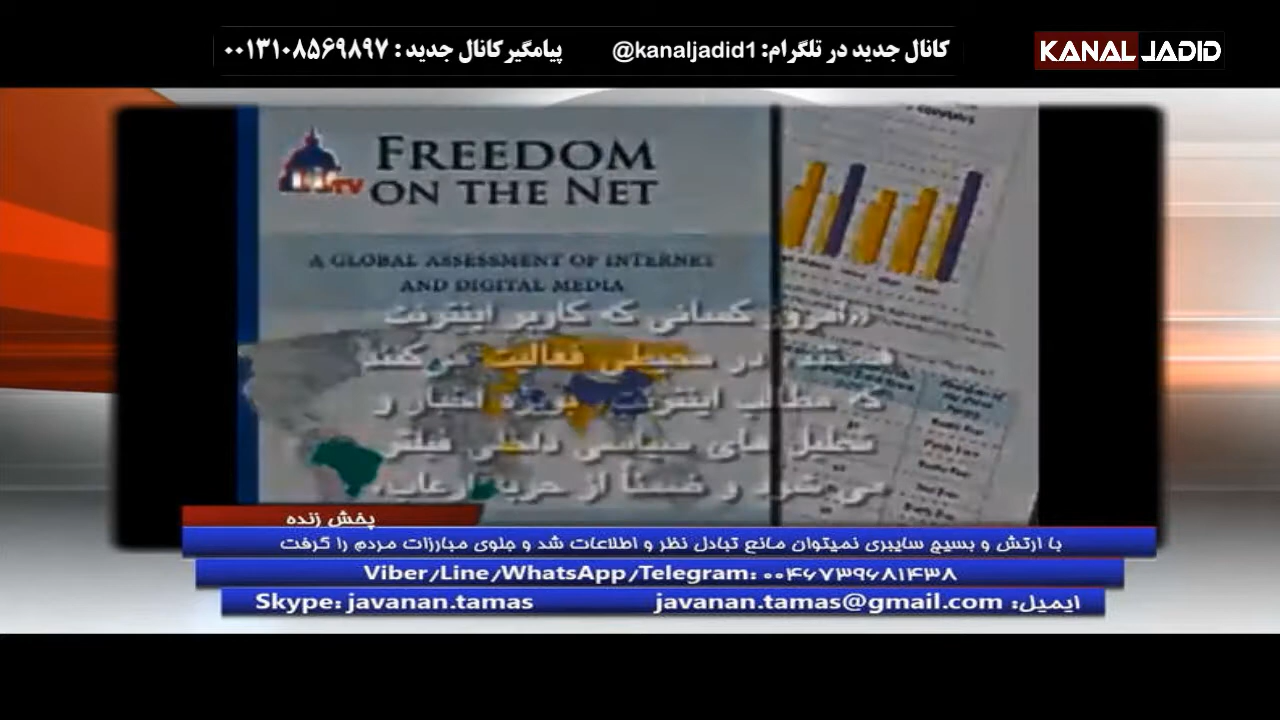 کانال جدید در تلگرام: @kanaljadid1 پیامگیر کانال جدید : ۰۰۱۳۱۰۸۵۶۹۸۹۷
KANAL JADID
FREEDOM
ON THE NET
TV
A GLOBAL ASSESSMENT OF INTERNET
AND DIGITAL MEDIA
«امروز کسانی که کاربر اینترنت
هستند، در محیطی فعالیت می‌کنند
که مطالب اینترنت، بویژه اخبار و
تحلیل های سیاسی داخلی فیلتر
می شود و ضمناً از حربه ارعاب،
پخش زنده
با ارتش و بسیج سایبری نمیتوان مانع تبادل نظر و اطلاعات شد و جلوی مبارزات مردم را گرفت
Viber/Line/WhatsApp/Telegram: ۰۰۴۶۷۳۹۶۸۱۴۳۸
Skype: javanan.tamas ایمیل: javanan.tamas@gmail.com